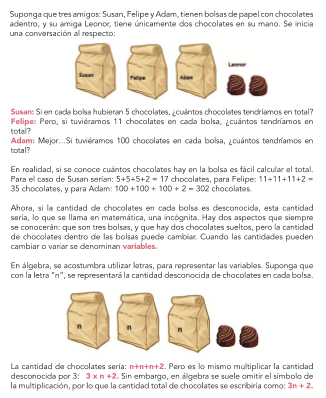 Suponga que tres amigos: Susan, Felipe y Adam, tienen bolsas de papel con chocolates
adentro, y su amiga Leonor, tiene únicamente dos chocolates en su mano. Se inicia
una conversación al respecto:
Susan
Felipe
Adam
Leonor
Susan: Si en cada bolsa hubieran 5 chocolates, ¿cuántos chocolates tendríamos en total?
Felipe: Pero, si tuviéramos 11 chocolates en cada bolsa, ¿cuántos tendríamos en
total?
Adam: Mejor...Si tuviéramos 100 chocolates en cada bolsa, ¿cuántos tendríamos en
total?
En realidad, si se conoce cuántos chocolates hay en la bolsa es fácil calcular el total.
Para el caso de Susan serían: 5+5+5+2 = 17 chocolates, para Felipe: 11+11+11+2 =
35 chocolates, y para Adam: 100 +100 + 100 + 2 = 302 chocolates.
Ahora, si la cantidad de chocolates en cada bolsa es desconocida, esta cantidad
sería, lo que se llama en matemática, una incógnita. Hay dos aspectos que siempre
se conocerán: que son tres bolsas, y que hay dos chocolates sueltos, pero la cantidad
de chocolates dentro de las bolsas puede cambiar. Cuando las cantidades pueden
cambiar o variar se denominan variables.
En álgebra, se acostumbra utilizar letras, para representar las variables. Suponga que
con la letra "n", se representará la cantidad desconocida de chocolates en cada bolsa.
n
n
n
La cantidad de chocolates sería: n+n+n+2. Pero es lo mismo multiplicar la cantidad
desconocida por 3: 3 x n +2. Sin embargo, en álgebra se suele omitir el símbolo de
la multiplicación, por lo que la cantidad total de chocolates se escribiría como: 3n + 2.